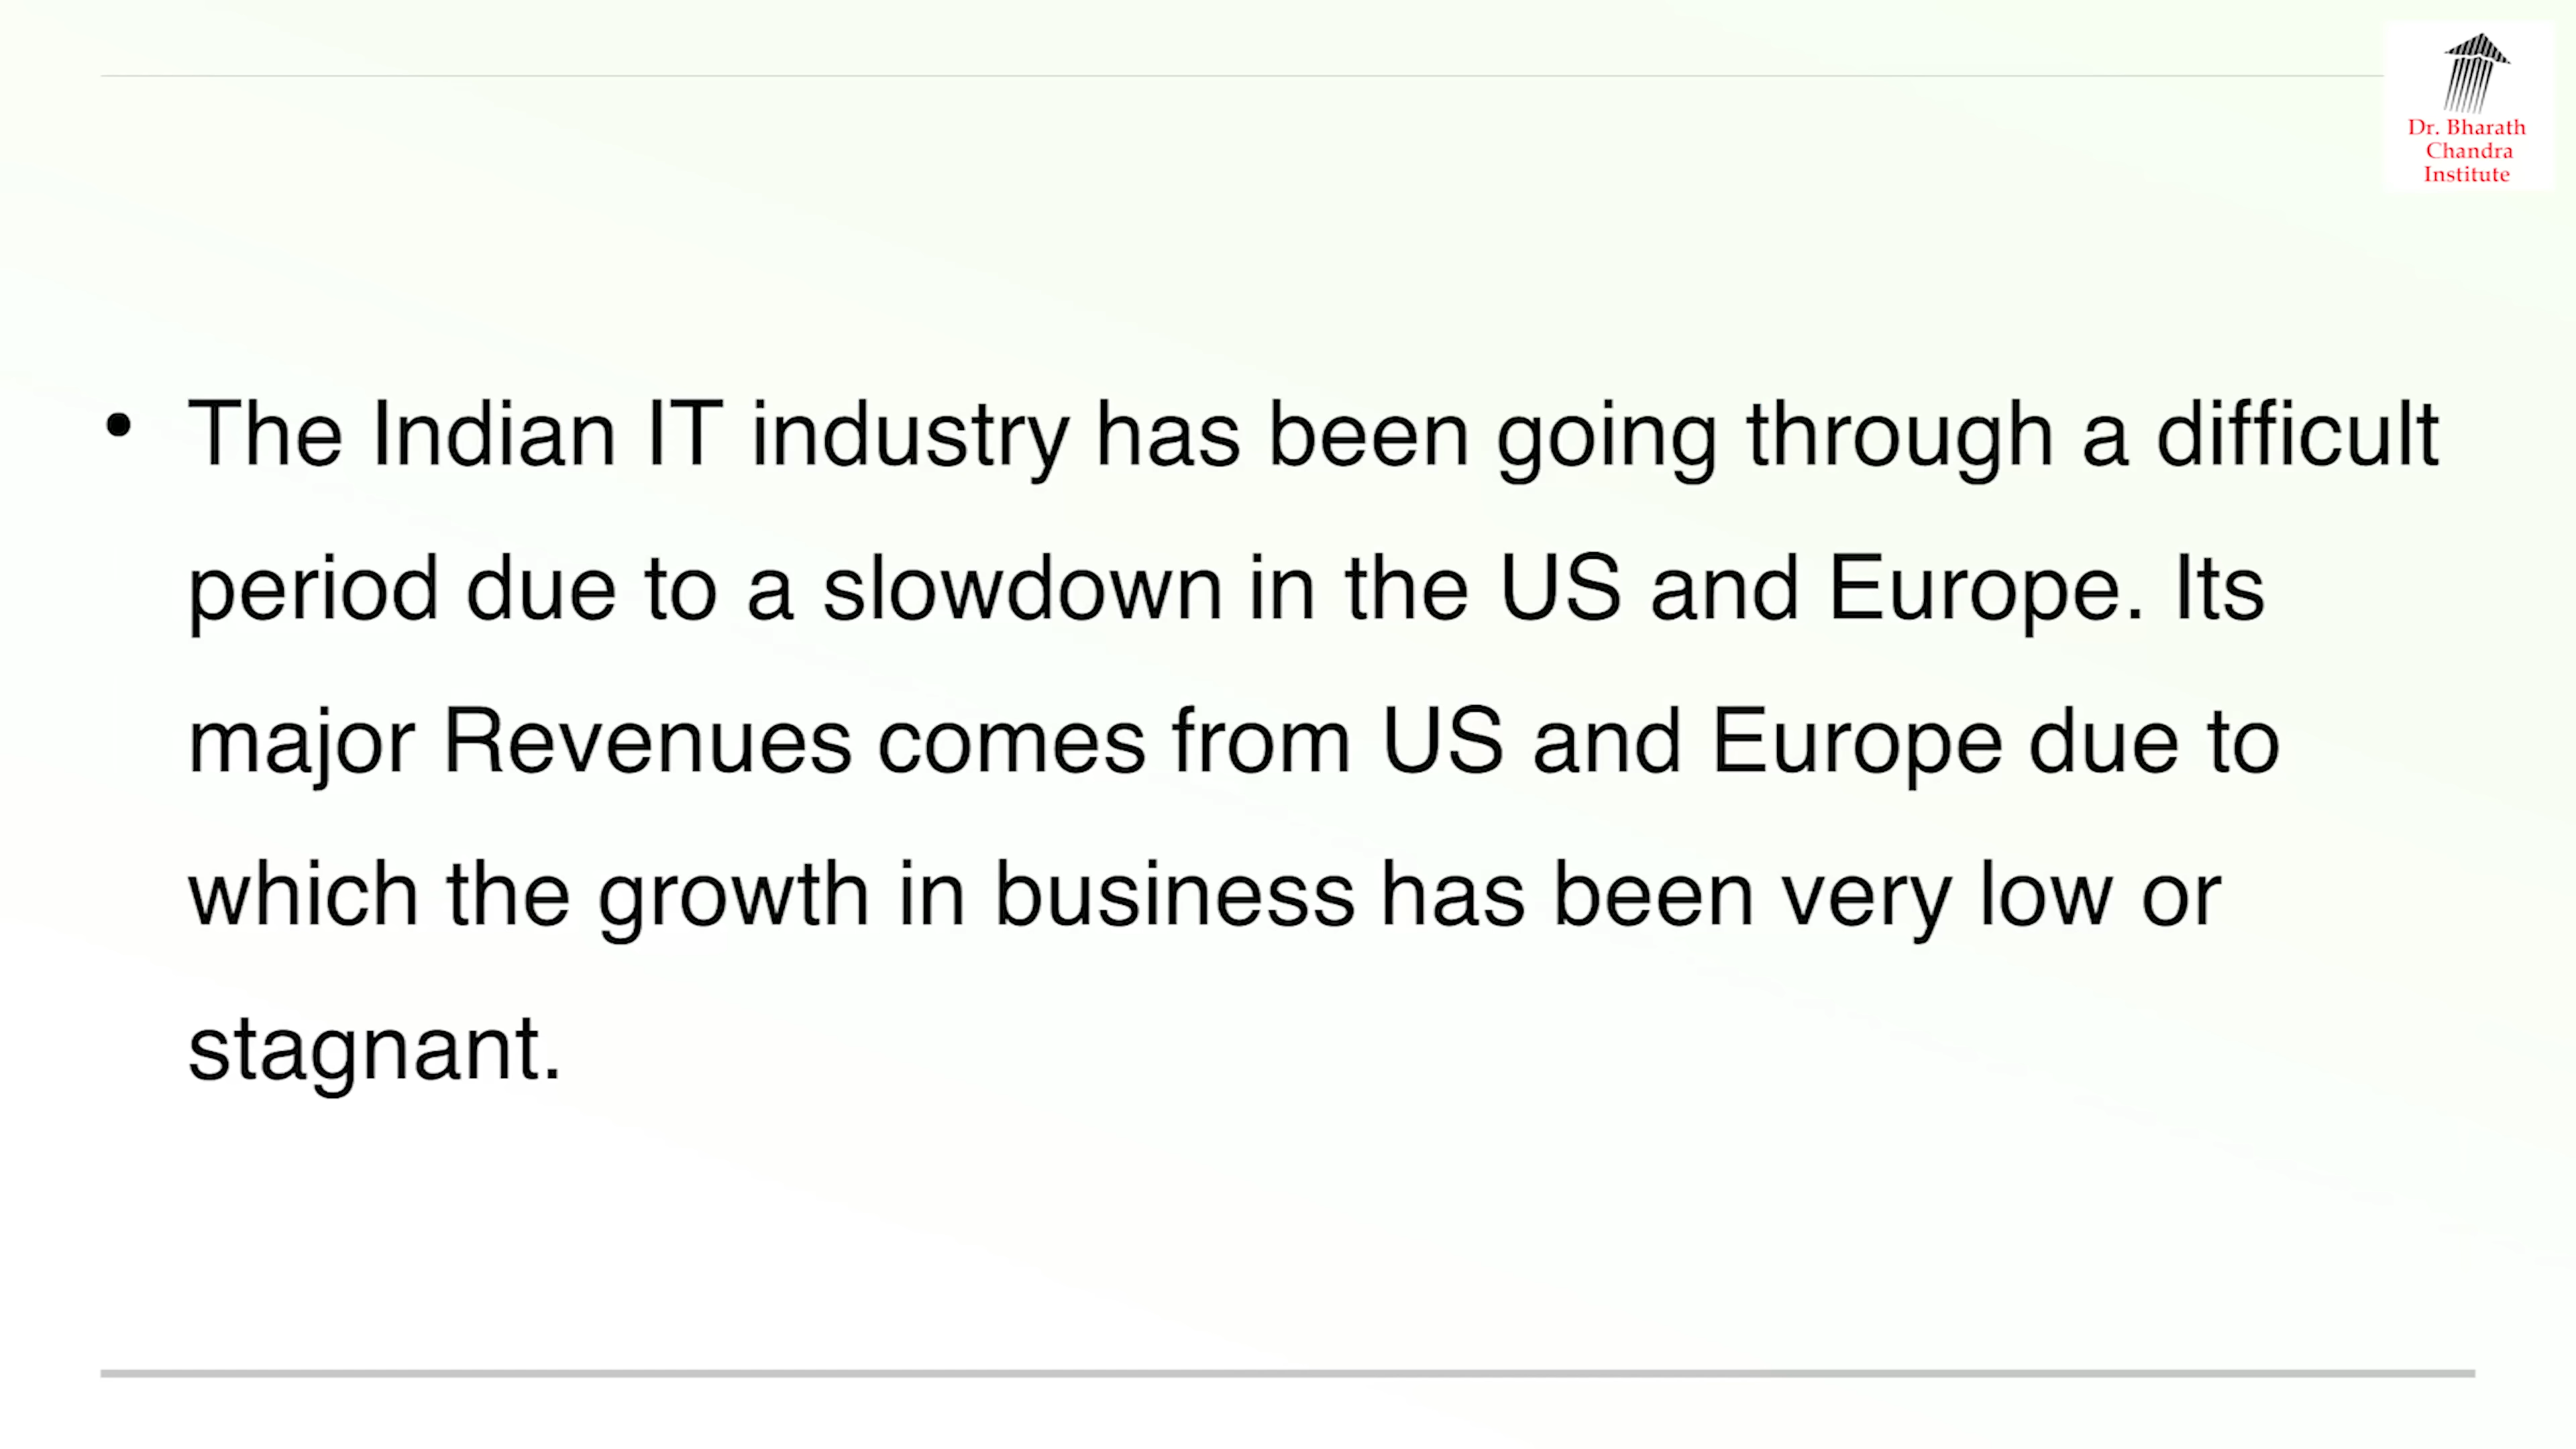 Dr. Bharath
Chandra
Institute
• The Indian IT industry has been going through a difficult
period due to a slowdown in the US and Europe. Its
major Revenues comes from US and Europe due to
which the growth in business has been very low or
stagnant.